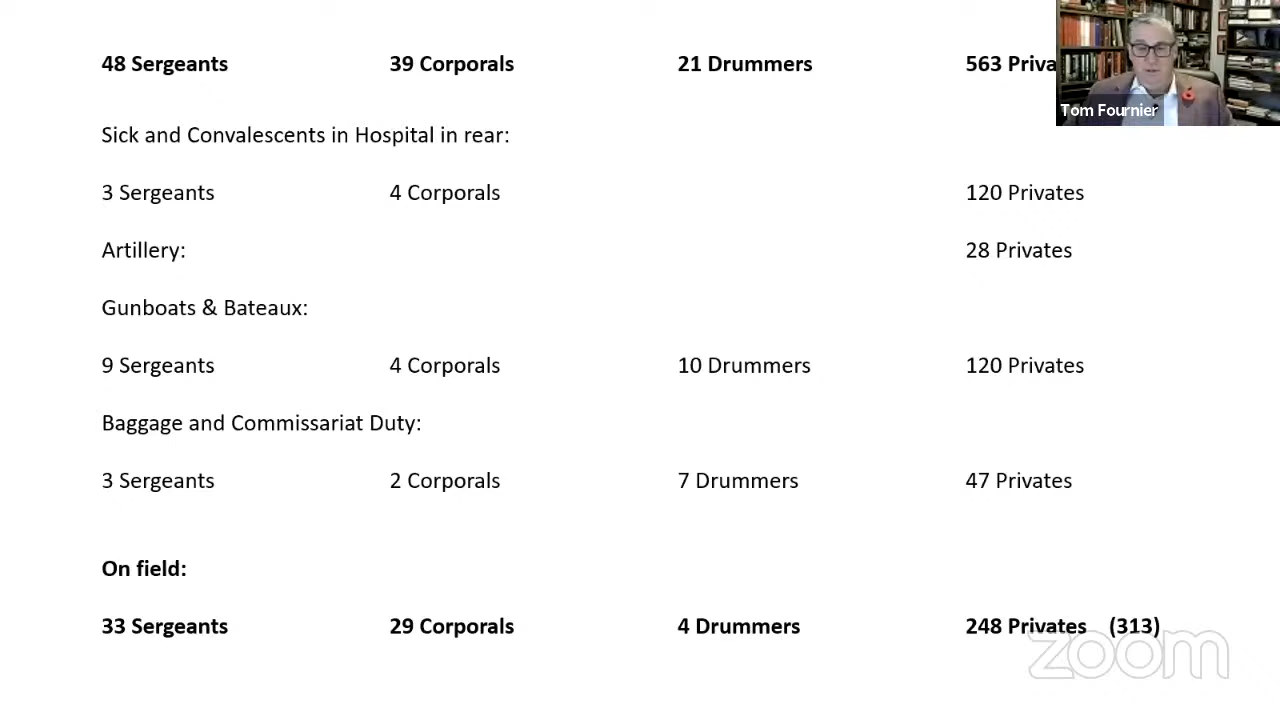 48 Sergeants 39 Corporals 21 Drummers 563 Priva
Tom Fournier
Sick and Convalescents in Hospital in rear:
3 Sergeants 4 Corporals 120 Privates
Artillery: 28 Privates
Gunboats & Bateaux:
9 Sergeants 4 Corporals 10 Drummers 120 Privates
Baggage and Commissariat Duty:
3 Sergeants 2 Corporals 7 Drummers 47 Privates
On field:
33 Sergeants 29 Corporals 4 Drummers 248 Privates (313)
zoom